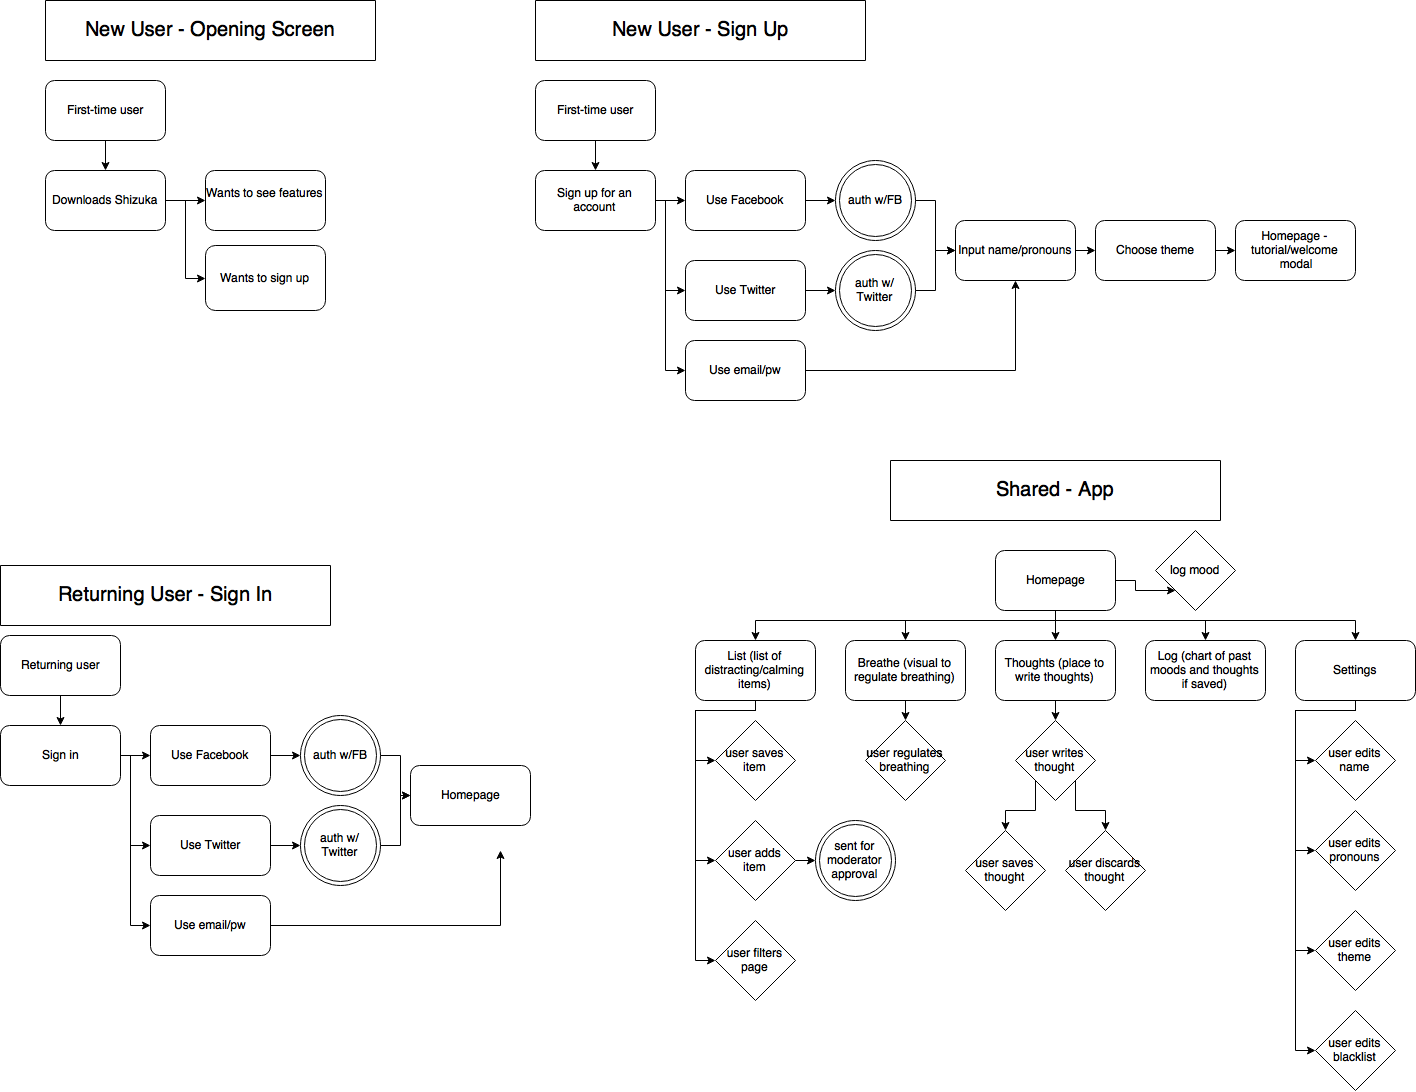 New User - Opening Screen
First-time user
Downloads Shizuka
Wants to see features
Wants to sign up
New User - Sign Up
First-time user
Sign up for an
account
Use Facebook
auth w/FB
Use Twitter
auth w/
Twitter
Use email/pw
Input name/pronouns
Choose theme
Homepage -
tutorial/welcome
modal
Returning User - Sign In
Returning user
Sign in
Use Facebook
auth w/FB
Use Twitter
auth w/
Twitter
Use email/pw
Homepage
Shared - App
Homepage
log mood
List (list of
distracting/calming
items)
Breathe (visual to
regulate breathing)
Thoughts (place to
write thoughts)
Log (chart of past
moods and thoughts
if saved)
Settings
user saves
item
user adds
item
sent for
moderator
approval
user filters
page
user regulates
breathing
user writes
thought
user saves
thought
user discards
thought
user edits
name
user edits
pronouns
user edits
theme
user edits
blacklist